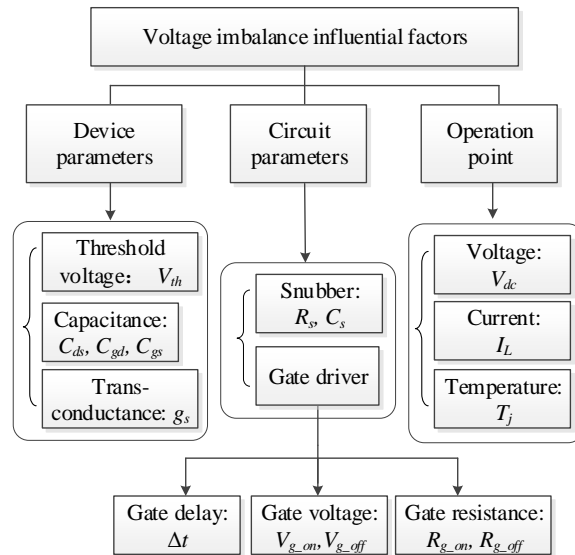 Voltage imbalance influential factors
Device
parameters
Circuit
parameters
Operation
point
Threshold
voltage: V_th
Capacitance:
C_ds, C_gd, C_gs
Trans-
conductance: g_s
Snubber:
R_s, C_s
Gate driver
Voltage:
V_dc
Current:
I_L
Temperature:
T_j
Gate delay:
Δt
Gate voltage:
V_g_on, V_g_off
Gate resistance:
R_g_on, R_g_off